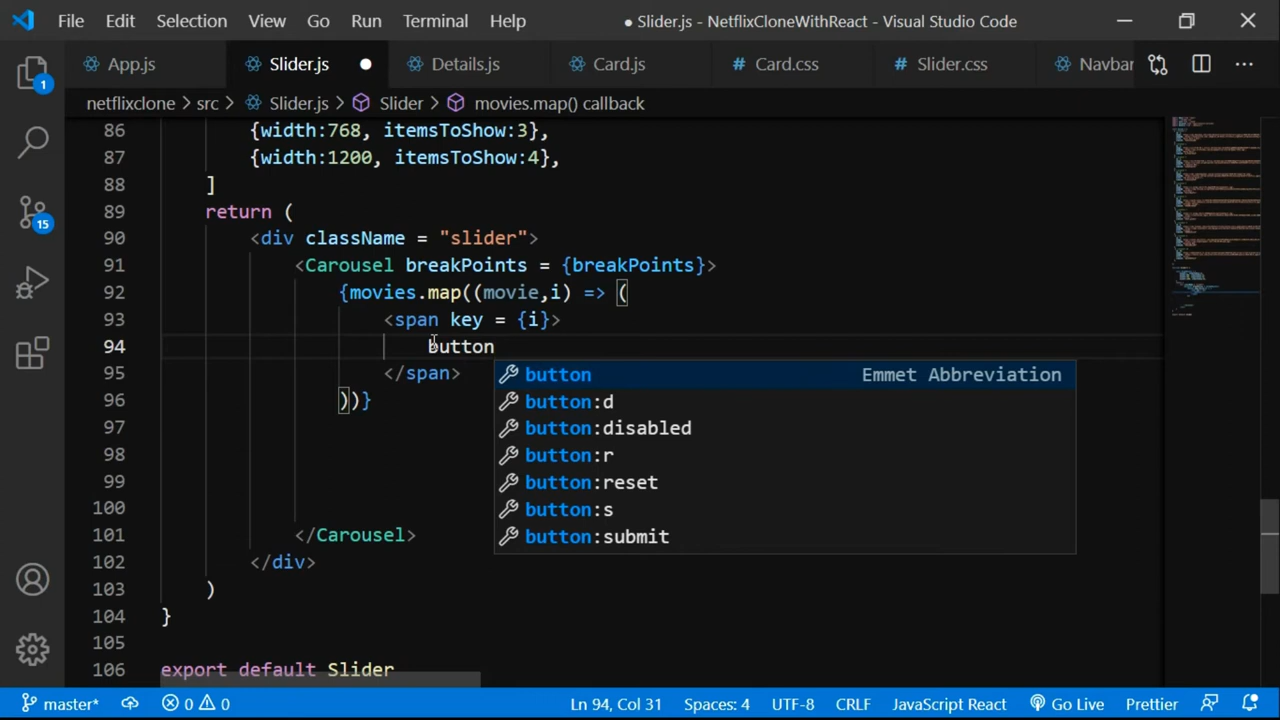 File Edit Selection View Go Run Terminal Help ● Slider.js - NetflixCloneWithReact - Visual Studio Code
App.js Slider.js ● Details.js Card.js # Card.css # Slider.css Navbar ...
1
netflixclone > src > Slider.js > Slider > movies.map() callback
86 {width:768, itemsToShow:3},
87 {width:1200, itemsToShow:4},
88 ]
89 return (
90 <div className = "slider">
91 <Carousel breakPoints = {breakPoints}>
92 {movies.map((movie,i) => (
93 <span key = {i}>
94 button
95 </span>
96 ))}
97
98
99
100
101 </Carousel>
102 </div>
103 )
104 }
105
106 export default Slider
15
button Emmet Abbreviation
button:d
button:disabled
button:r
button:reset
button:s
button:submit
master* 0 0 Ln 94, Col 31 Spaces: 4 UTF-8 CRLF JavaScript React Go Live Prettier